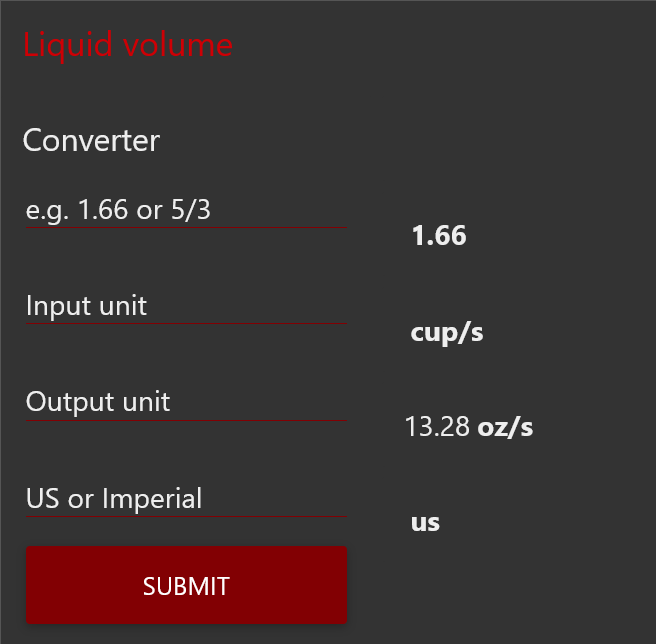 Liquid volume
Converter
e.g. 1.66 or 5/3
1.66
Input unit
cup/s
Output unit
13.28 oz/s
US or Imperial
us
SUBMIT